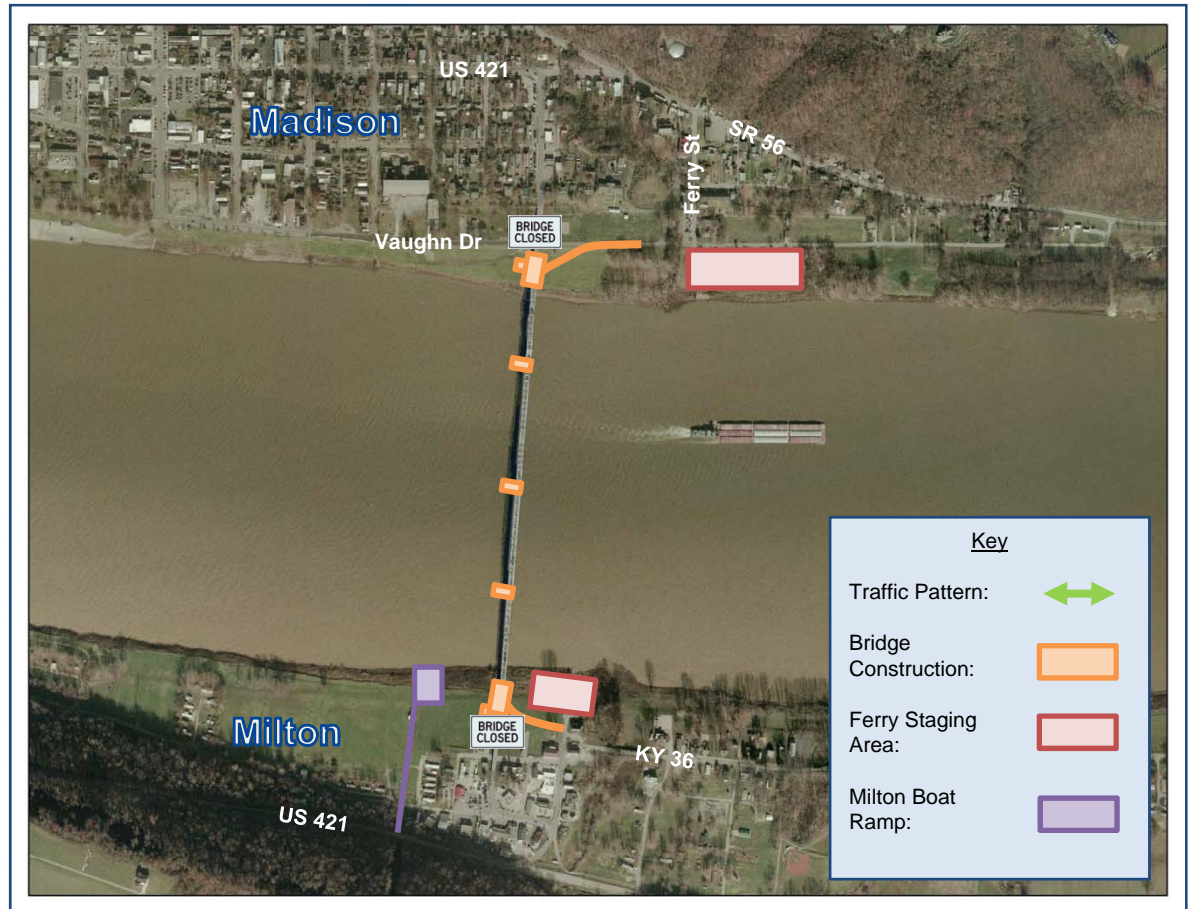 US 421
Madison
SR 56
Ferry St
BRIDGE
CLOSED
Vaughn Dr
Key
Traffic Pattern:
Bridge
Construction:
Ferry Staging
Area:
Milton Boat
Ramp:
Milton
BRIDGE
CLOSED
KY 36
US 421